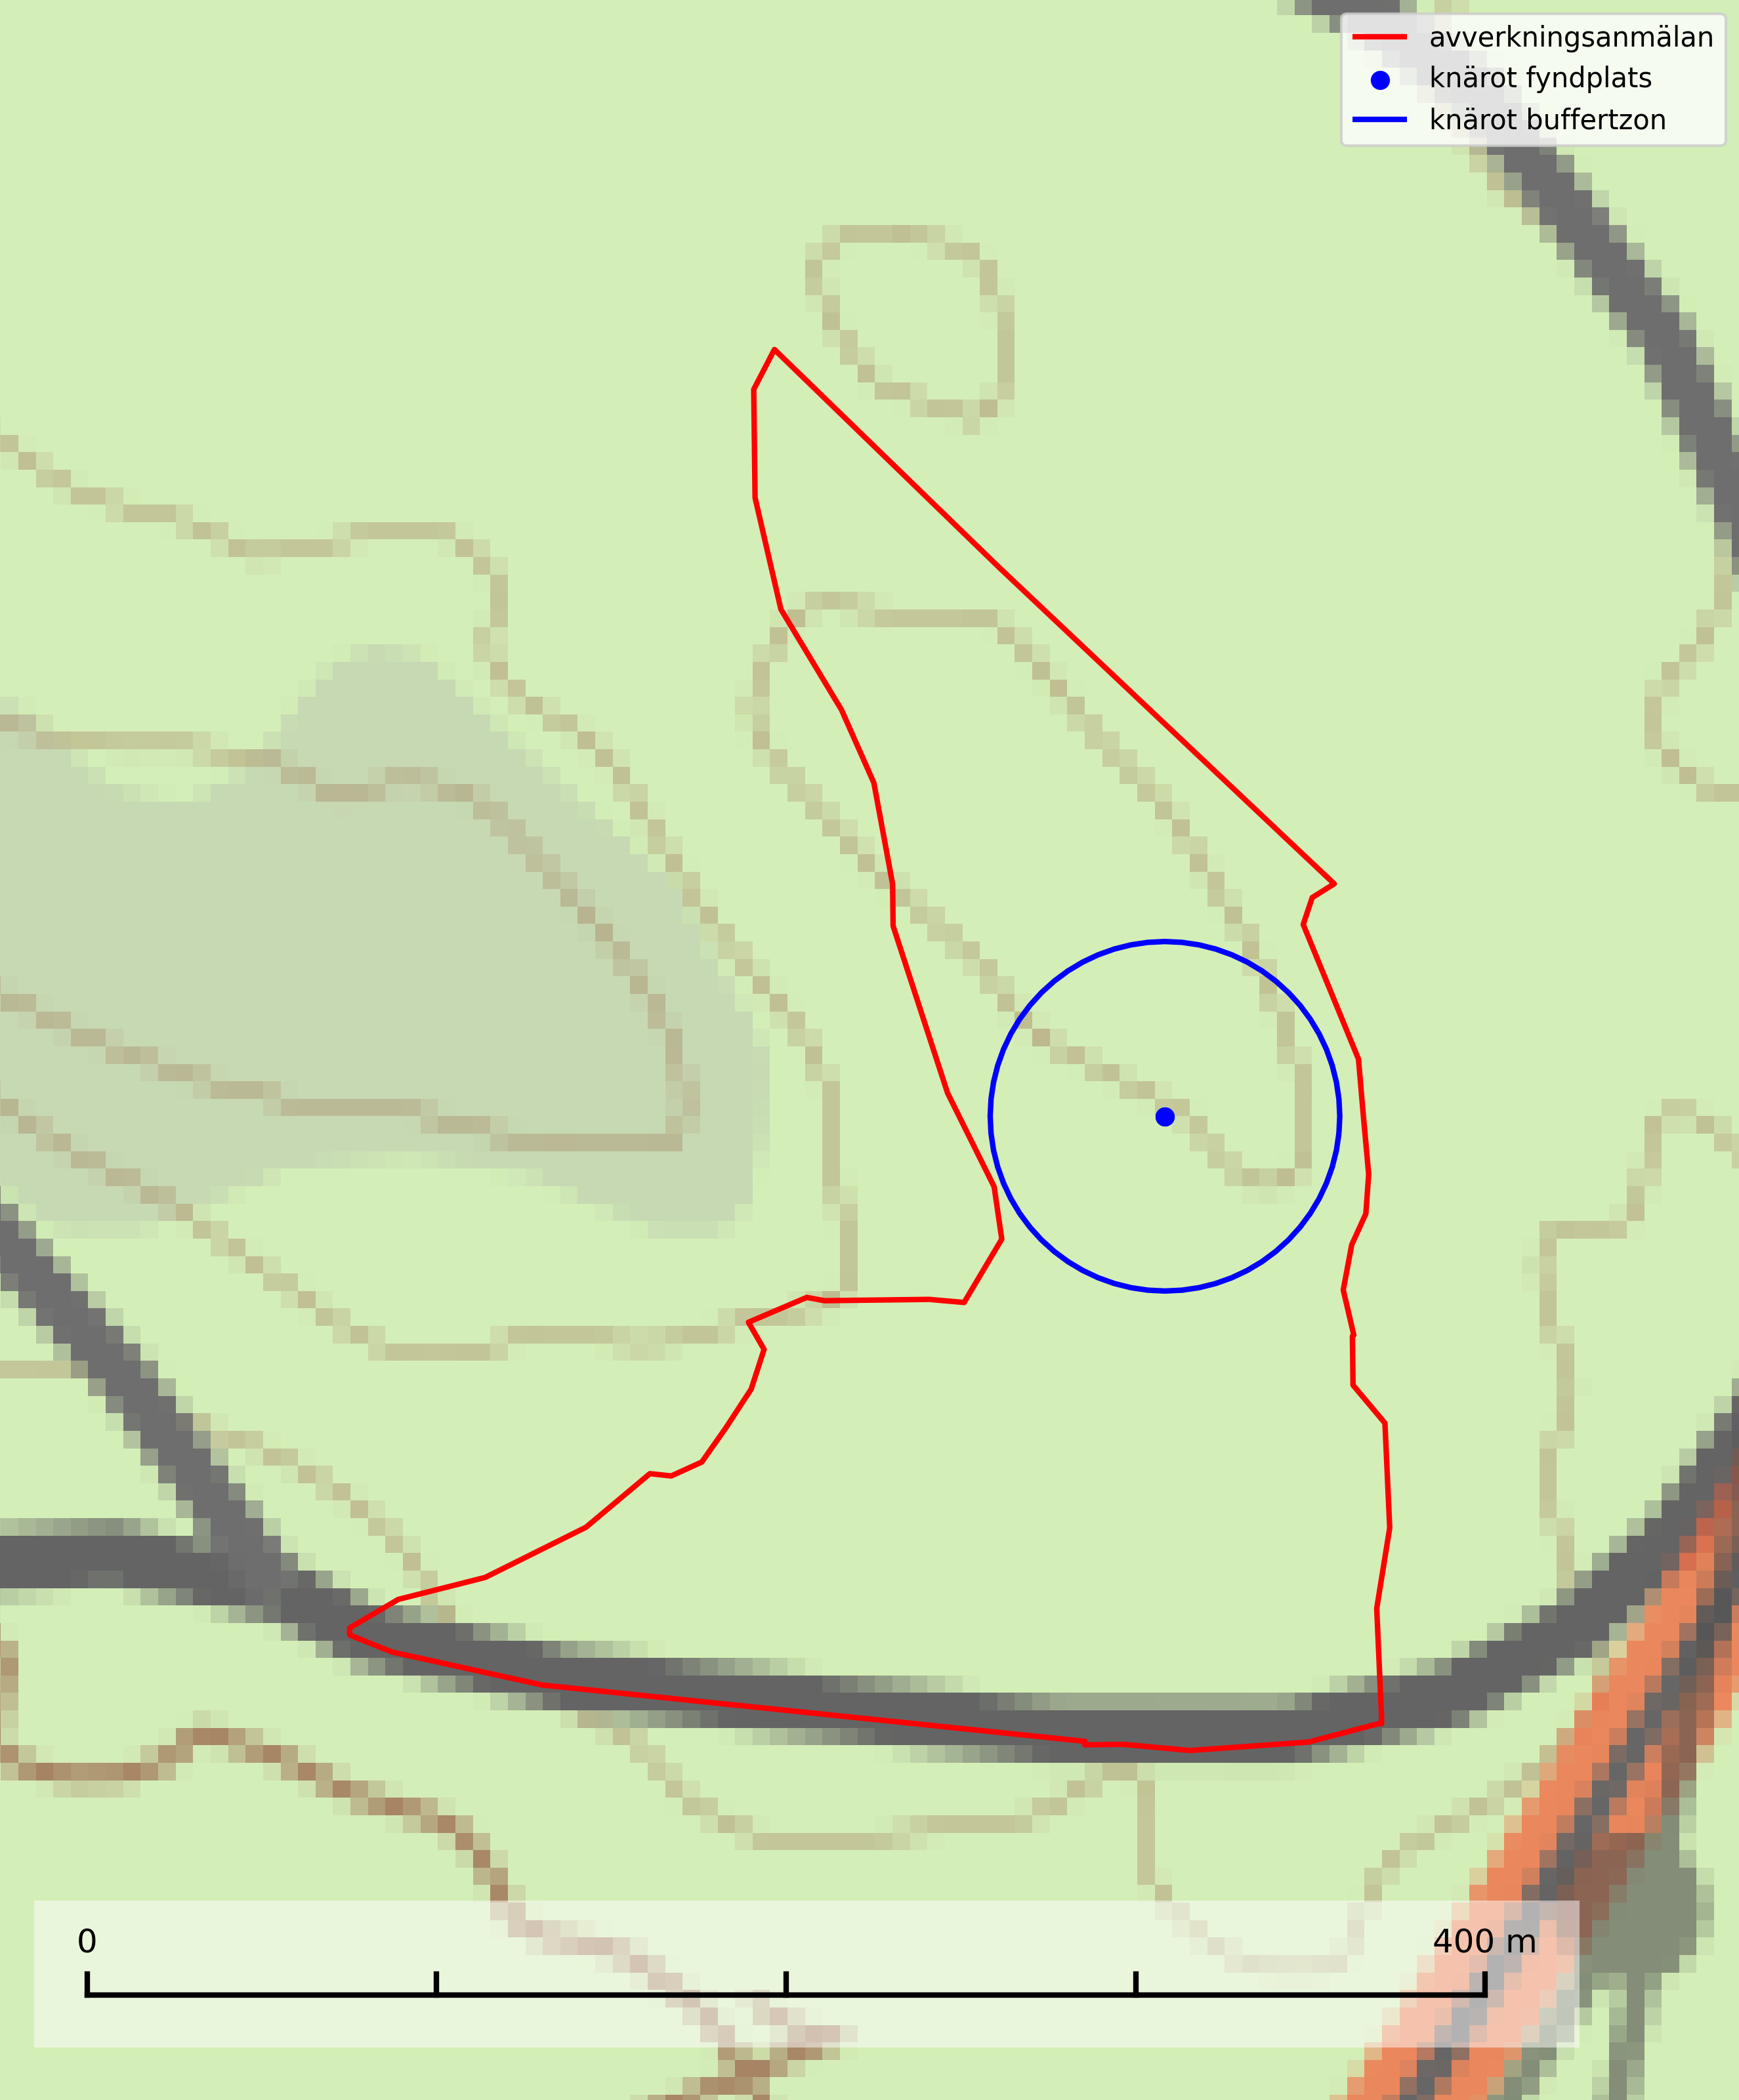 avverkningsanmälan
knärot fyndplats
knärot buffertzon
0 400 m